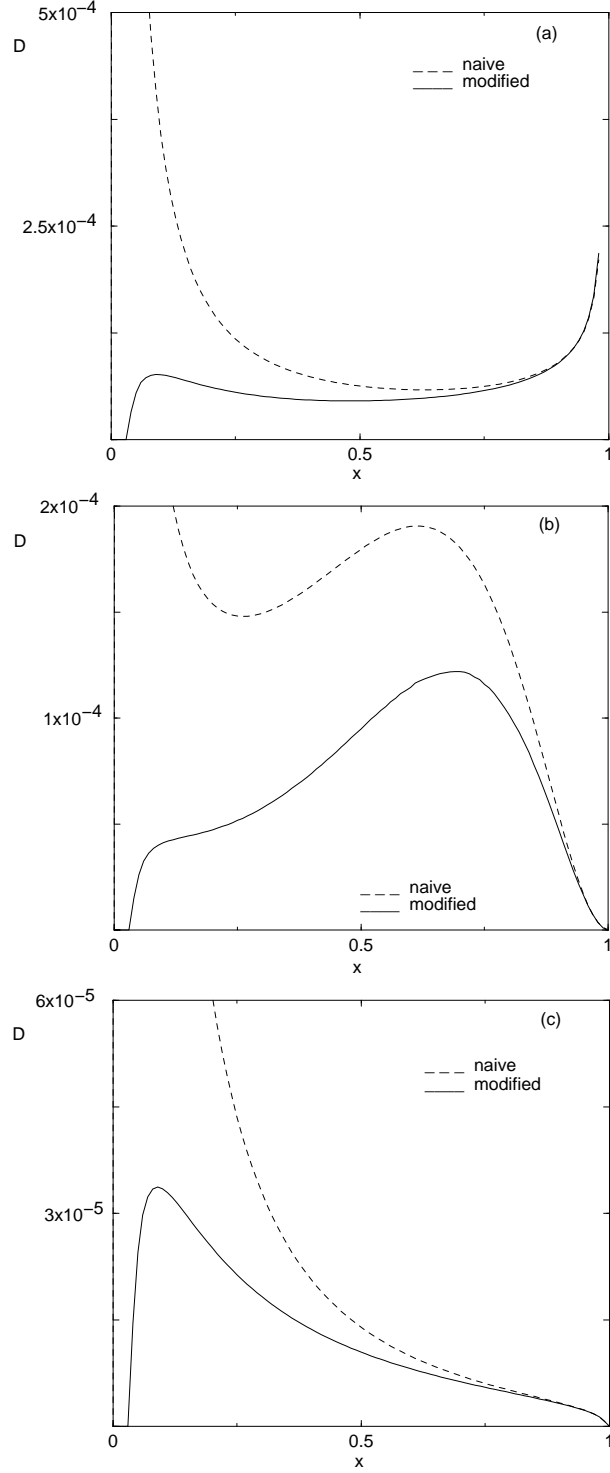 5x10−4
D
(a)
naive
modified
2.5x10−4
0
0.5
1
x
2x10−4
D
(b)
1x10−4
naive
modified
0
0.5
1
x
6x10−5
D
(c)
naive
modified
3x10−5
0
0.5
1
x